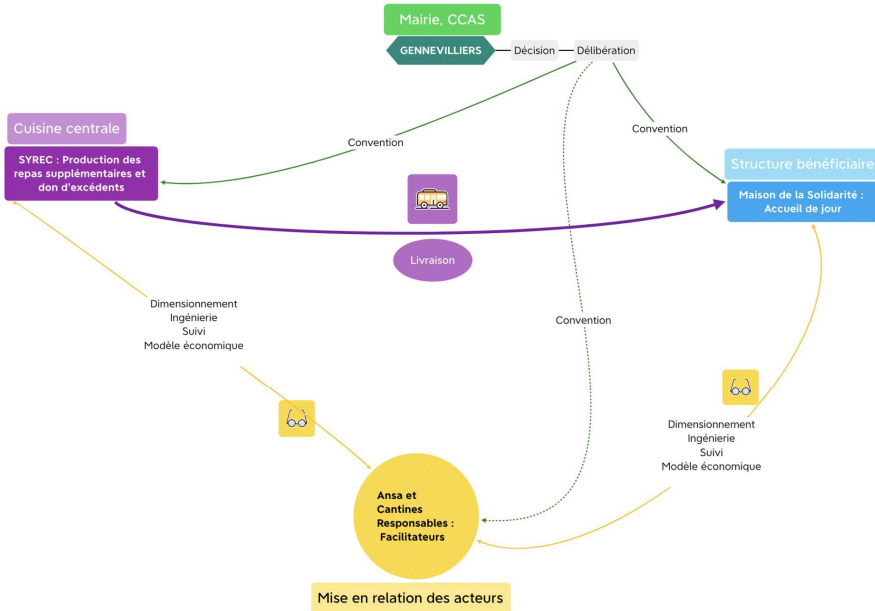 Mairie, CCAS
GENNEVILLIERS
Décision
Délibération
Convention
Convention
Cuisine centrale
SYREC : Production des
repas supplémentaires et
don d'excédents
Structure bénéficiaire
Maison de la Solidarité :
Accueil de jour
Livraison
Dimensionnement
Ingénierie
Suivi
Modèle économique
Convention
Dimensionnement
Ingénierie
Suivi
Modèle économique
Ansa et
Cantines
Responsables :
Facilitateurs
Mise en relation des acteurs